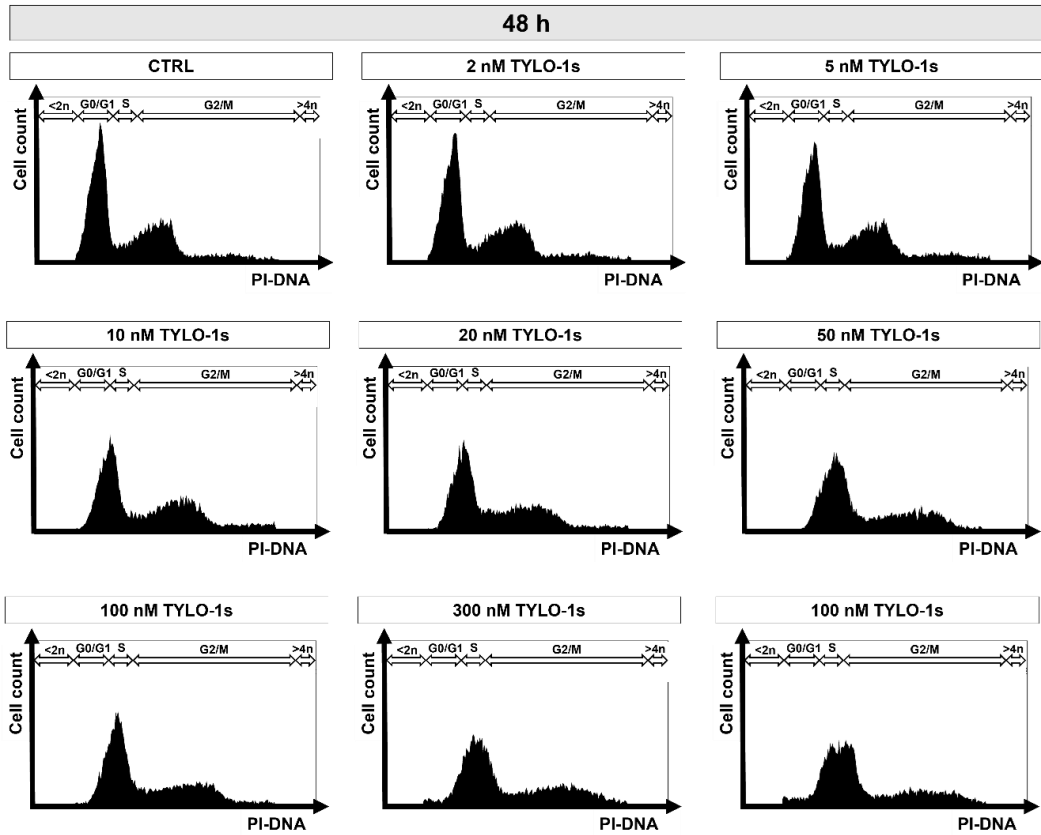 48 h
CTRL
2 nM TYLO-1s
5 nM TYLO-1s
<2n G0/G1 S G2/M >4n
<2n G0/G1 S G2/M >4n
<2n G0/G1 S G2/M >4n
Cell count
Cell count
Cell count
PI-DNA
PI-DNA
PI-DNA
10 nM TYLO-1s
20 nM TYLO-1s
50 nM TYLO-1s
<2n G0/G1 S G2/M >4n
<2n G0/G1 S G2/M >4n
<2n G0/G1 S G2/M >4n
Cell count
Cell count
Cell count
PI-DNA
PI-DNA
PI-DNA
100 nM TYLO-1s
300 nM TYLO-1s
100 nM TYLO-1s
<2n G0/G1 S G2/M >4n
<2n G0/G1 S G2/M >4n
<2n G0/G1 S G2/M >4n
Cell count
Cell count
Cell count
PI-DNA
PI-DNA
PI-DNA